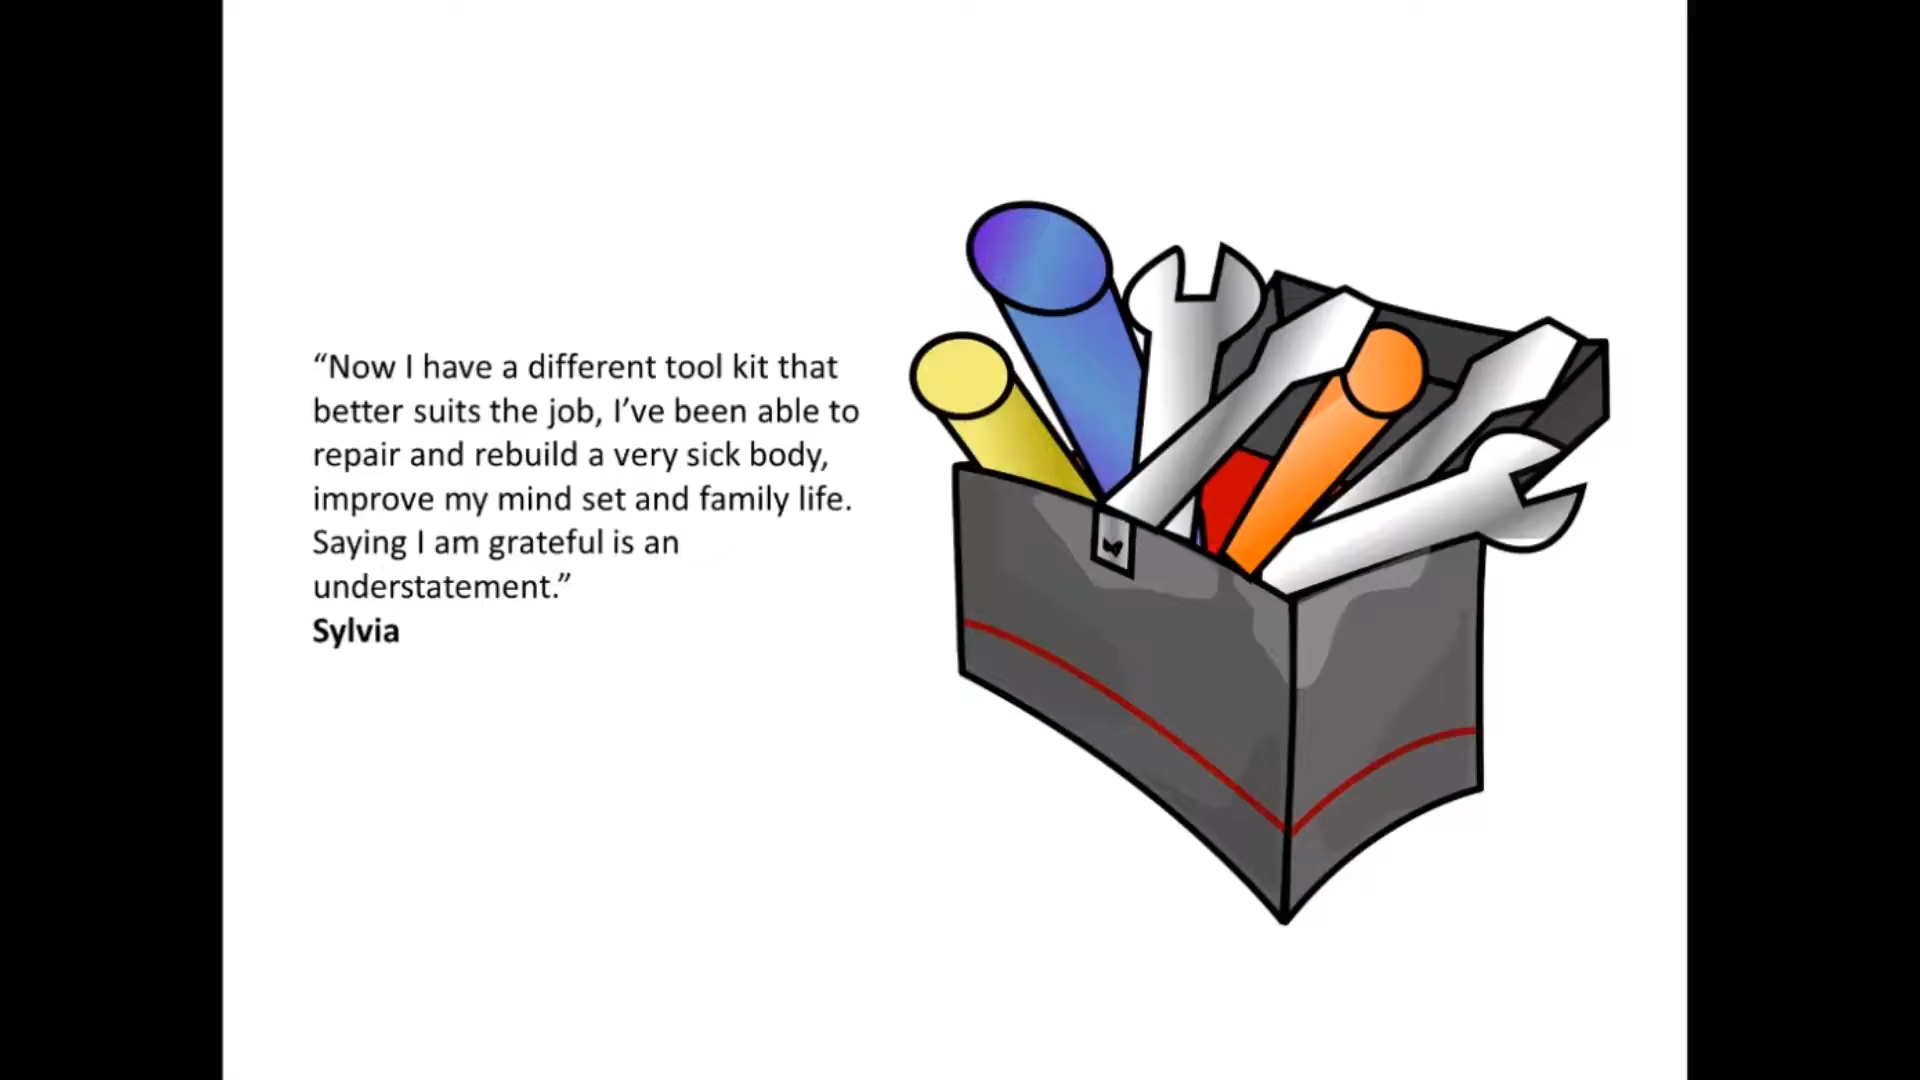 “Now I have a different tool kit that
better suits the job, I’ve been able to
repair and rebuild a very sick body,
improve my mind set and family life.
Saying I am grateful is an
understatement.”
Sylvia